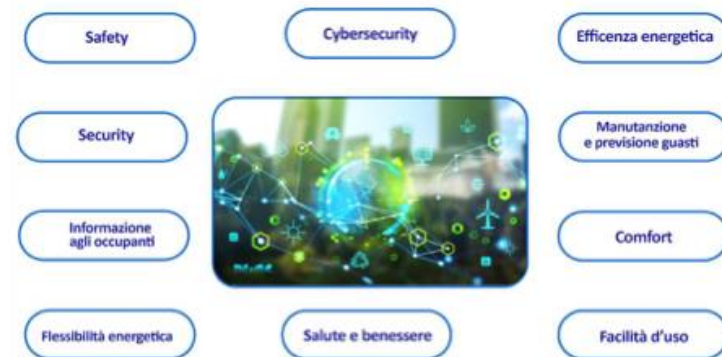 Safety
Cybersecurity
Efficenza energetica
Security
Manutanzione
e previsione guasti
Informazione
agli occupanti
Comfort
Flessibilità energetica
Salute e benessere
Facilità d'uso